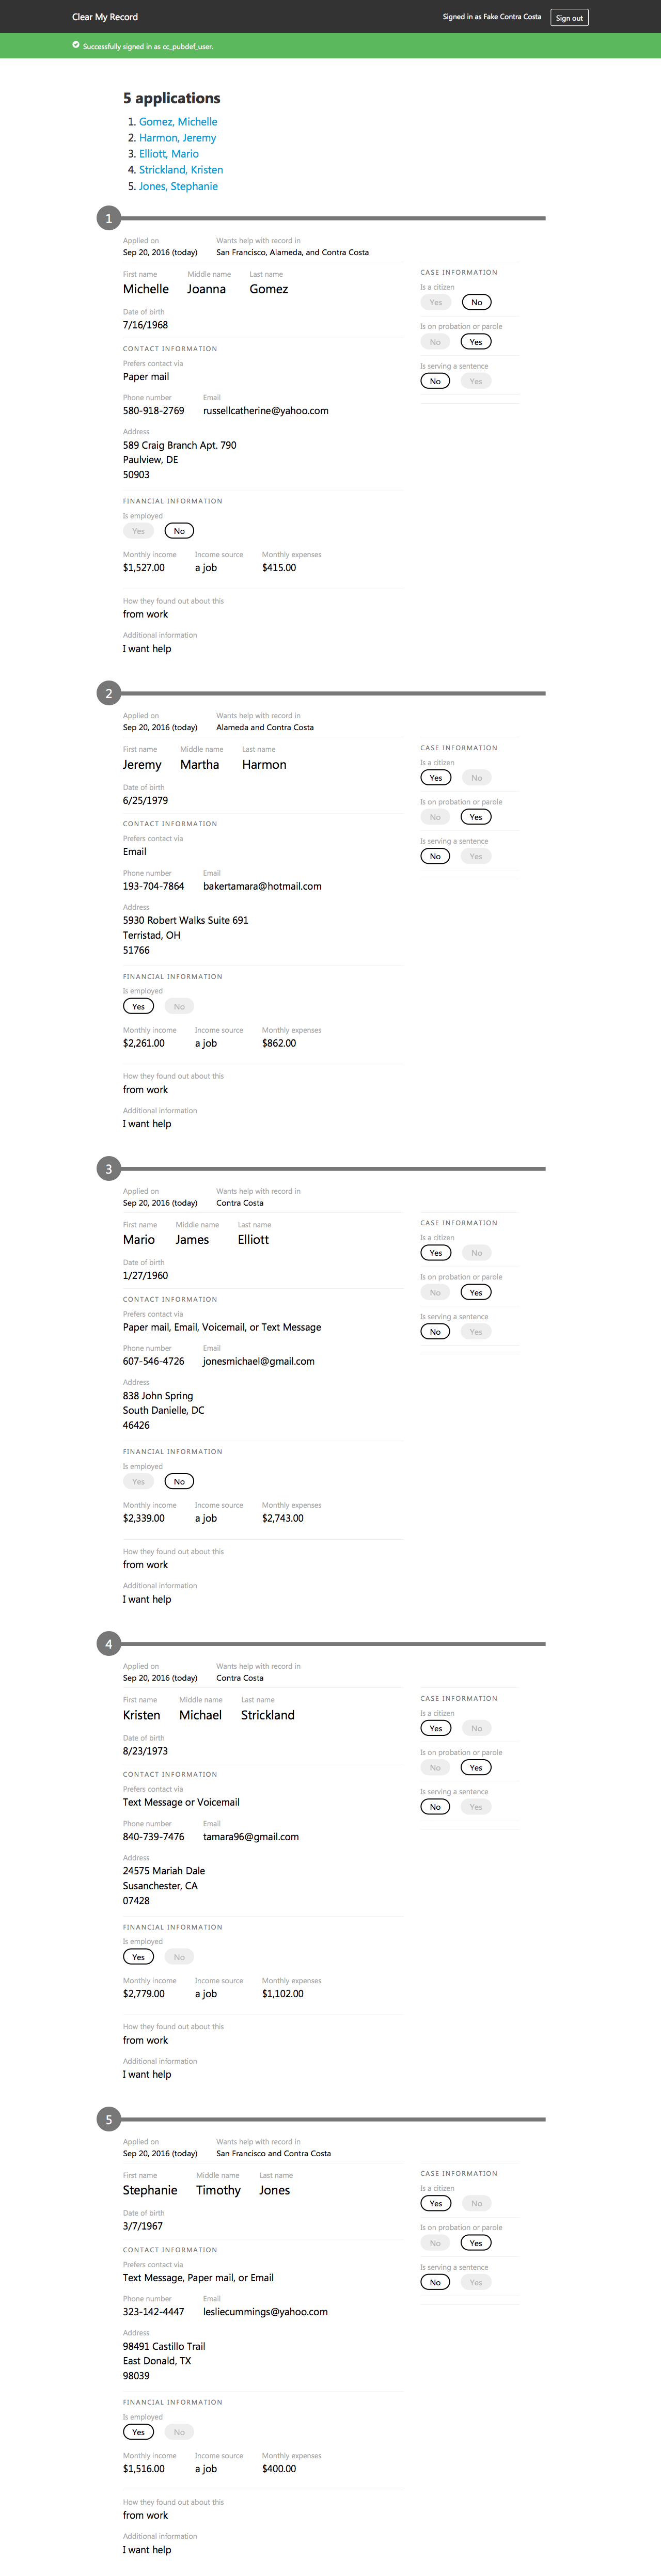 Clear My Record
Signed in as Fake Contra Costa Sign out
Successfully signed in as cc_pubdef_user.
5 applications
1. Gomez, Michelle
2. Harmon, Jeremy
3. Elliott, Mario
4. Strickland, Kristen
5. Jones, Stephanie
1
Applied on Wants help with record in
Sep 20, 2016 (today) San Francisco, Alameda, and Contra Costa
First name Middle name Last name
Michelle Joanna Gomez
Date of birth
7/16/1968
CONTACT INFORMATION
Prefers contact via
Paper mail
Phone number Email
580-918-2769 russellcatherine@yahoo.com
Address
589 Craig Branch Apt. 790
Paulview, DE
50903
FINANCIAL INFORMATION
Is employed
Yes No
Monthly income Income source Monthly expenses
$1,527.00 a job $415.00
How they found out about this
from work
Additional information
I want help
CASE INFORMATION
Is a citizen
Yes No
Is on probation or parole
No Yes
Is serving a sentence
No Yes
2
Applied on Wants help with record in
Sep 20, 2016 (today) Alameda and Contra Costa
First name Middle name Last name
Jeremy Martha Harmon
Date of birth
6/25/1979
CONTACT INFORMATION
Prefers contact via
Email
Phone number Email
193-704-7864 bakertamara@hotmail.com
Address
5930 Robert Walks Suite 691
Terristad, OH
51766
FINANCIAL INFORMATION
Is employed
Yes No
Monthly income Income source Monthly expenses
$2,261.00 a job $862.00
How they found out about this
from work
Additional information
I want help
CASE INFORMATION
Is a citizen
Yes No
Is on probation or parole
No Yes
Is serving a sentence
No Yes
3
Applied on Wants help with record in
Sep 20, 2016 (today) Contra Costa
First name Middle name Last name
Mario James Elliott
Date of birth
1/27/1960
CONTACT INFORMATION
Prefers contact via
Paper mail, Email, Voicemail, or Text Message
Phone number Email
607-546-4726 jonesmichael@gmail.com
Address
838 John Spring
South Danielle, DC
46426
FINANCIAL INFORMATION
Is employed
Yes No
Monthly income Income source Monthly expenses
$2,339.00 a job $2,743.00
How they found out about this
from work
Additional information
I want help
CASE INFORMATION
Is a citizen
Yes No
Is on probation or parole
No Yes
Is serving a sentence
No Yes
4
Applied on Wants help with record in
Sep 20, 2016 (today) Contra Costa
First name Middle name Last name
Kristen Michael Strickland
Date of birth
8/23/1973
CONTACT INFORMATION
Prefers contact via
Text Message or Voicemail
Phone number Email
840-739-7476 tamara96@gmail.com
Address
24575 Mariah Dale
Susanchester, CA
07428
FINANCIAL INFORMATION
Is employed
Yes No
Monthly income Income source Monthly expenses
$2,779.00 a job $1,102.00
How they found out about this
from work
Additional information
I want help
CASE INFORMATION
Is a citizen
Yes No
Is on probation or parole
No Yes
Is serving a sentence
No Yes
5
Applied on Wants help with record in
Sep 20, 2016 (today) San Francisco and Contra Costa
First name Middle name Last name
Stephanie Timothy Jones
Date of birth
3/7/1967
CONTACT INFORMATION
Prefers contact via
Text Message, Paper mail, or Email
Phone number Email
323-142-4447 lesliecummings@yahoo.com
Address
98491 Castillo Trail
East Donald, TX
98039
FINANCIAL INFORMATION
Is employed
Yes No
Monthly income Income source Monthly expenses
$1,516.00 a job $400.00
How they found out about this
from work
Additional information
I want help
CASE INFORMATION
Is a citizen
Yes No
Is on probation or parole
No Yes
Is serving a sentence
No Yes